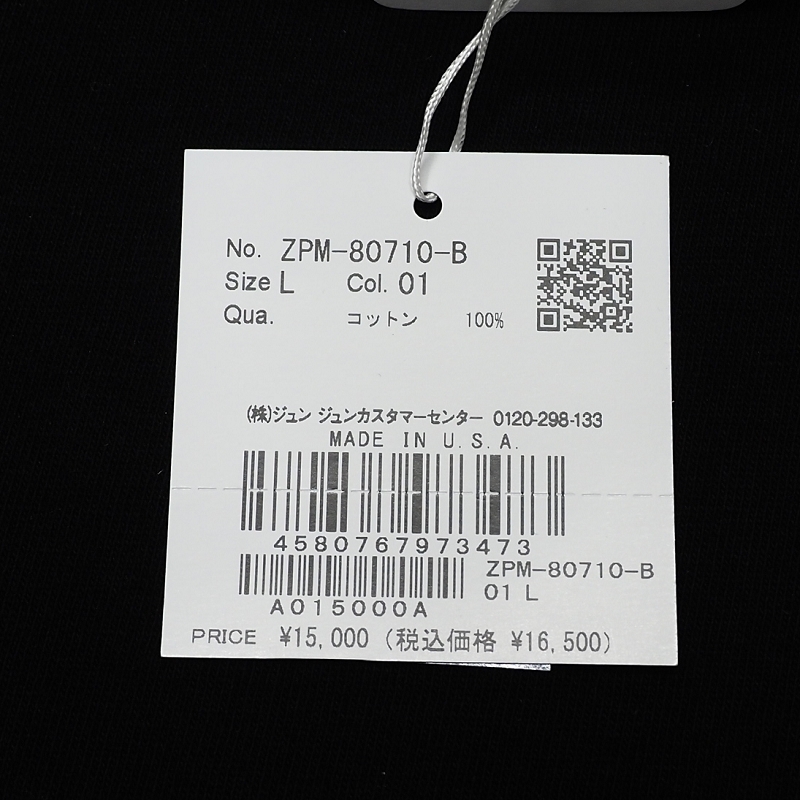 No. ZPM-80710-B
Size L Col. 01
Qua. コットン 100%
(株)ジュン ジュンカスタマーセンター 0120-298-133
MADE IN U.S.A.
4580767973473
ZPM-80710-B
01 L
A015000A
PRICE ¥15,000 (税込価格 ¥16,500)